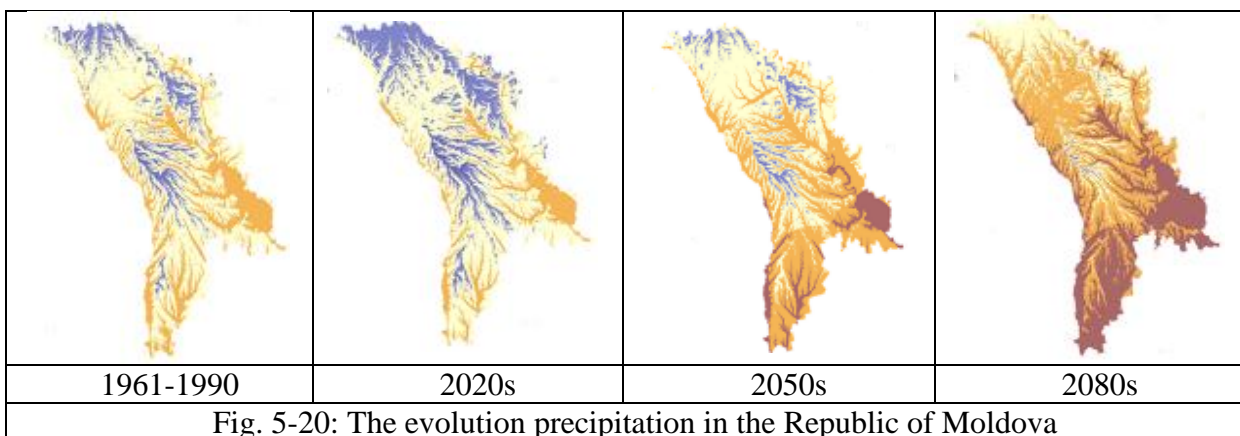 1961-1990 2020s 2050s 2080s
Fig. 5-20: The evolution precipitation in the Republic of Moldova